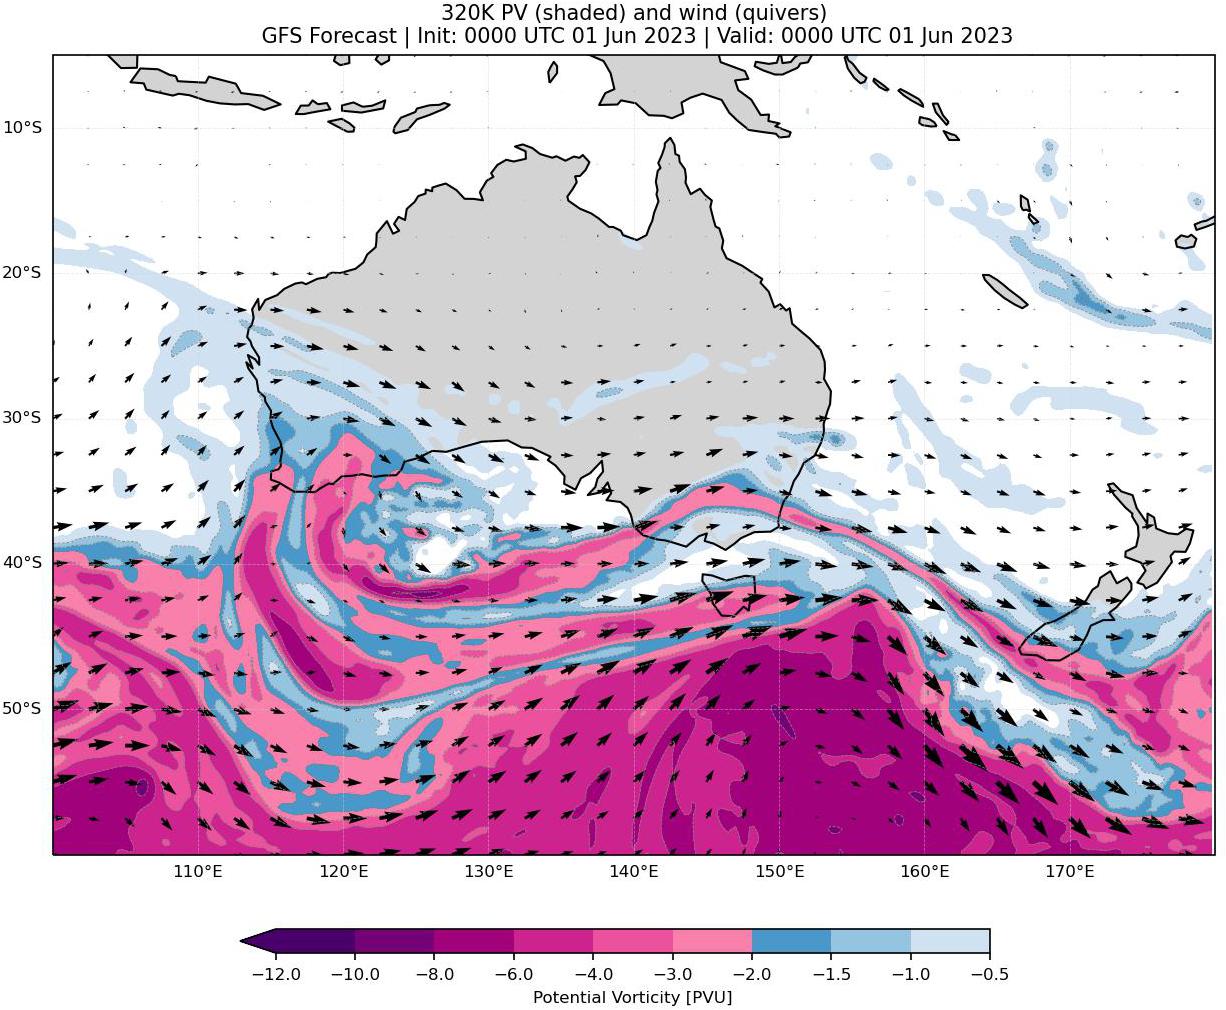 320K PV (shaded) and wind (quivers)
GFS Forecast | Init: 0000 UTC 01 Jun 2023 | Valid: 0000 UTC 01 Jun 2023
10°S
20°S
30°S
40°S
50°S
110°E 120°E 130°E 140°E 150°E 160°E 170°E
−12.0 −10.0 −8.0 −6.0 −4.0 −3.0 −2.0 −1.5 −1.0 −0.5
Potential Vorticity [PVU]